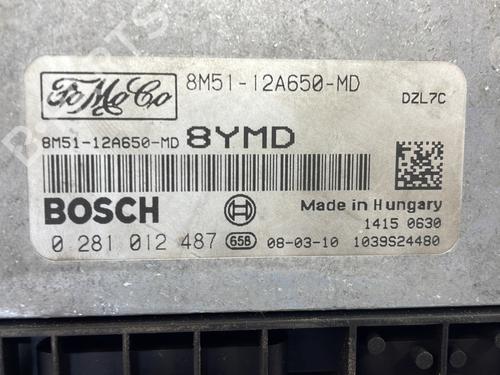 FoMoCo
8M51-12A650-MD
DZL7C
8M51-12A650-MD 8YMD
BOSCH
Made in Hungary
1415 0630
0 281 012 487 658 08-03-10 1039S24480